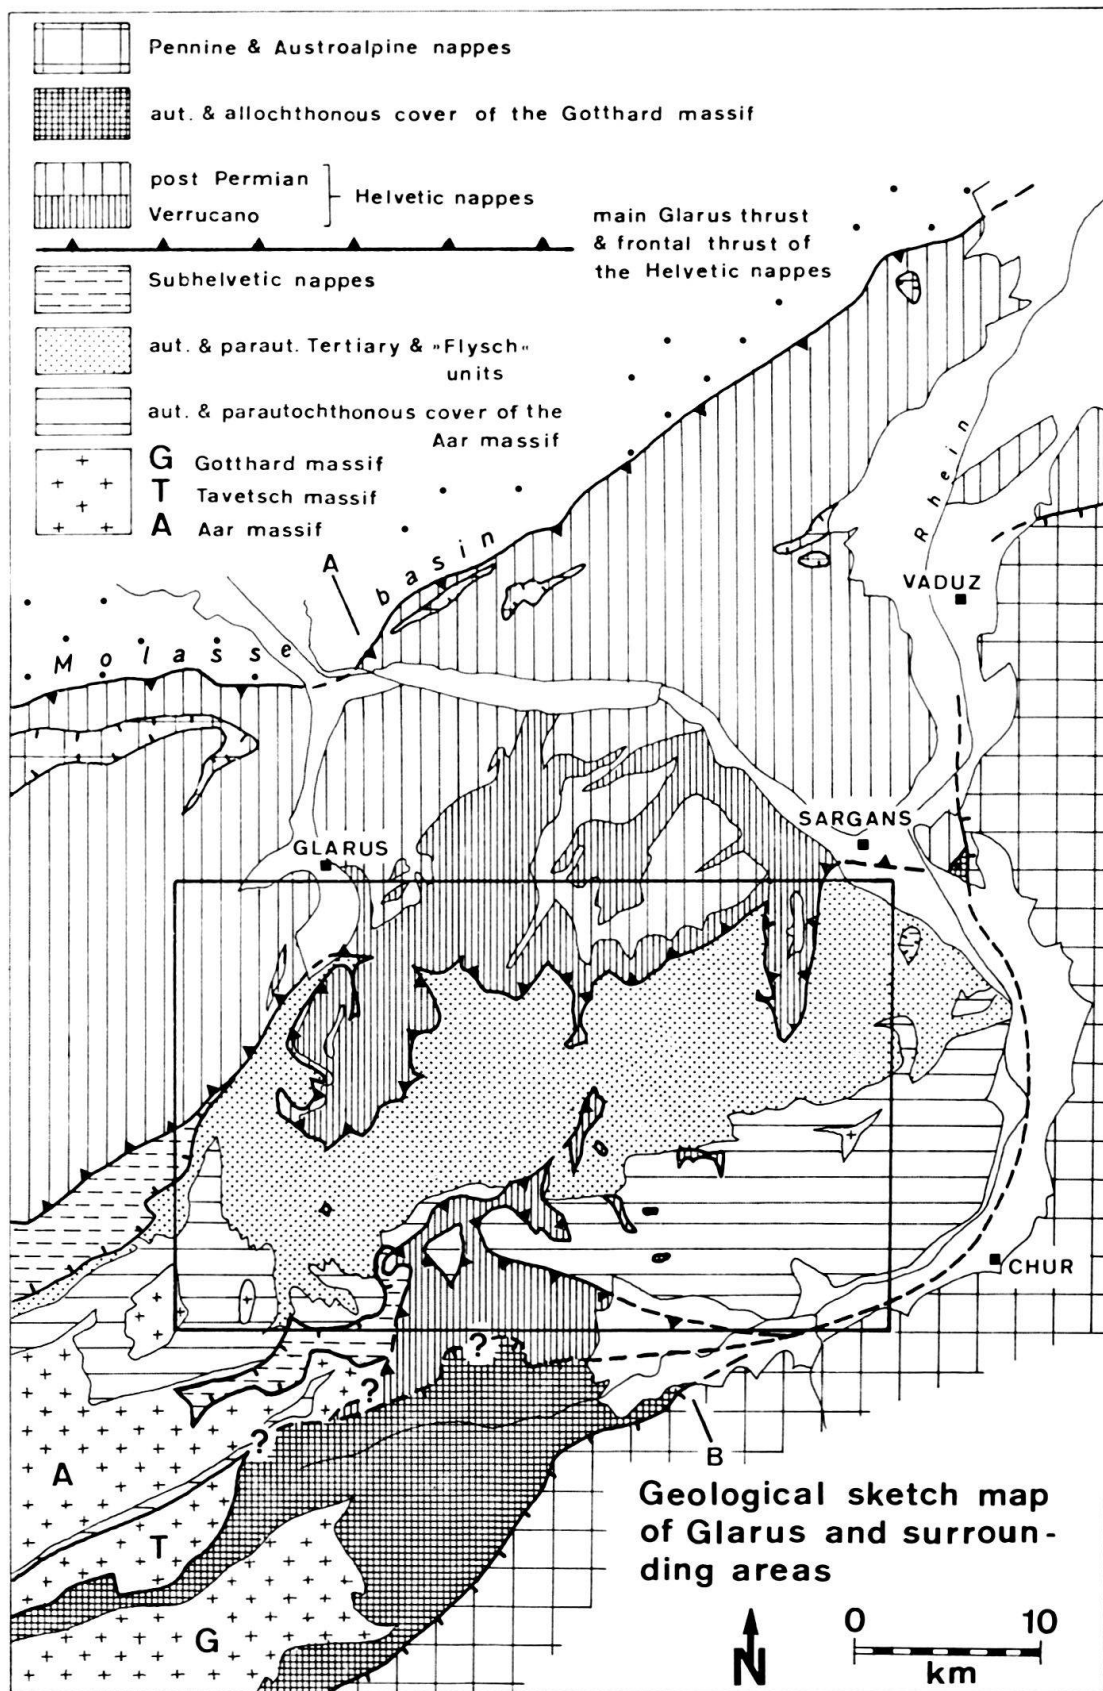 Pennine & Austroalpine nappes
aut. & allochthonous cover of the Gotthard massif
post Permian
Verrucano
Helvetic nappes
main Glarus thrust
& frontal thrust of
the Helvetic nappes
Subhelvetic nappes
aut. & paraut. Tertiary & »Flysch«
units
aut. & parautochthonous cover of the
Aar massif
G Gotthard massif
T Tavetsch massif
A Aar massif
A
Molasse basin
Rhein
VADUZ
SARGANS
GLARUS
CHUR
?
?
?
A
T
G
B
Geological sketch map
of Glarus and surroun-
ding areas
N
0 10
km